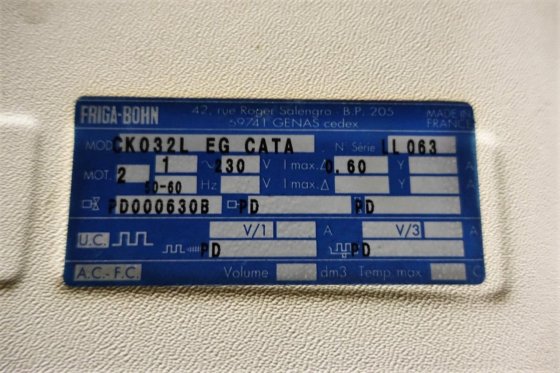 FRIGA-BOHN 42, rue Roger Salengro. B.P. 205 MADE IN
69741 GENAS cedex FRANCE
MOD CK032L EG CATA N° Série LL063
MOT. 2 1 ~ 230 V I max.Δ 0.60 Y A
50-60 Hz V I max.Δ Y A
PD000630B PD PD
U.C. V/1 A V/3 A
PD PD
A.C.-F.C. Volume dm3 Temp. max C